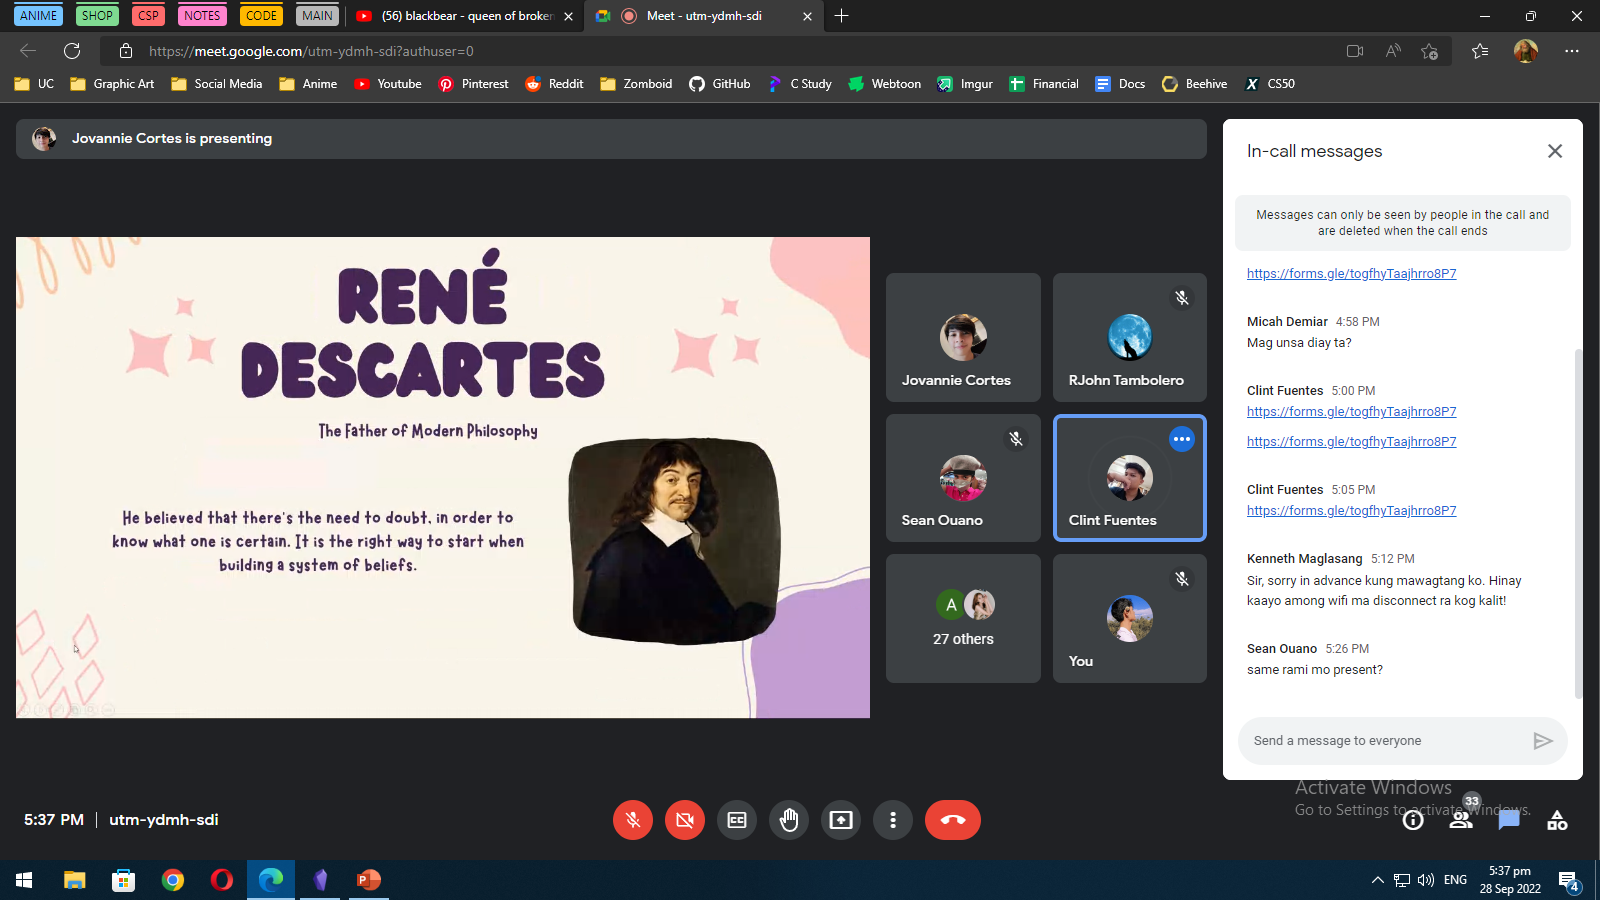 ANIME
SHOP
CSP
NOTES
CODE
MAIN
(56) blackbear - queen of broken
Meet - utm-ydmh-sdi
https://meet.google.com/utm-ydmh-sdi?authuser=0
UC
Graphic Art
Social Media
Anime
Youtube
Pinterest
Reddit
Zomboid
GitHub
C Study
Webtoon
Imgur
Financial
Docs
Beehive
CS50
Jovannie Cortes is presenting
RENÉ
DESCARTES
The Father of Modern Philosophy
He believed that there's the need to doubt, in order to
know what one is certain. It is the right way to start when
building a system of beliefs.
Jovannie Cortes
RJohn Tambolero
Sean Ouano
Clint Fuentes
A
27 others
You
In-call messages
Messages can only be seen by people in the call and
are deleted when the call ends
https://forms.gle/togfhyTaajhrro8P7
Micah Demiar 4:58 PM
Mag unsa diay ta?
Clint Fuentes 5:00 PM
https://forms.gle/togfhyTaajhrro8P7
https://forms.gle/togfhyTaajhrro8P7
Clint Fuentes 5:05 PM
https://forms.gle/togfhyTaajhrro8P7
Kenneth Maglasang 5:12 PM
Sir, sorry in advance kung mawagtang ko. Hinay
kaayo among wifi ma disconnect ra kog kalit!
Sean Ouano 5:26 PM
same rami mo present?
Send a message to everyone
Activate Windows
Go to Settings to activate Windows.
33
5:37 PM | utm-ydmh-sdi
ENG
5:37 pm
28 Sep 2022
4